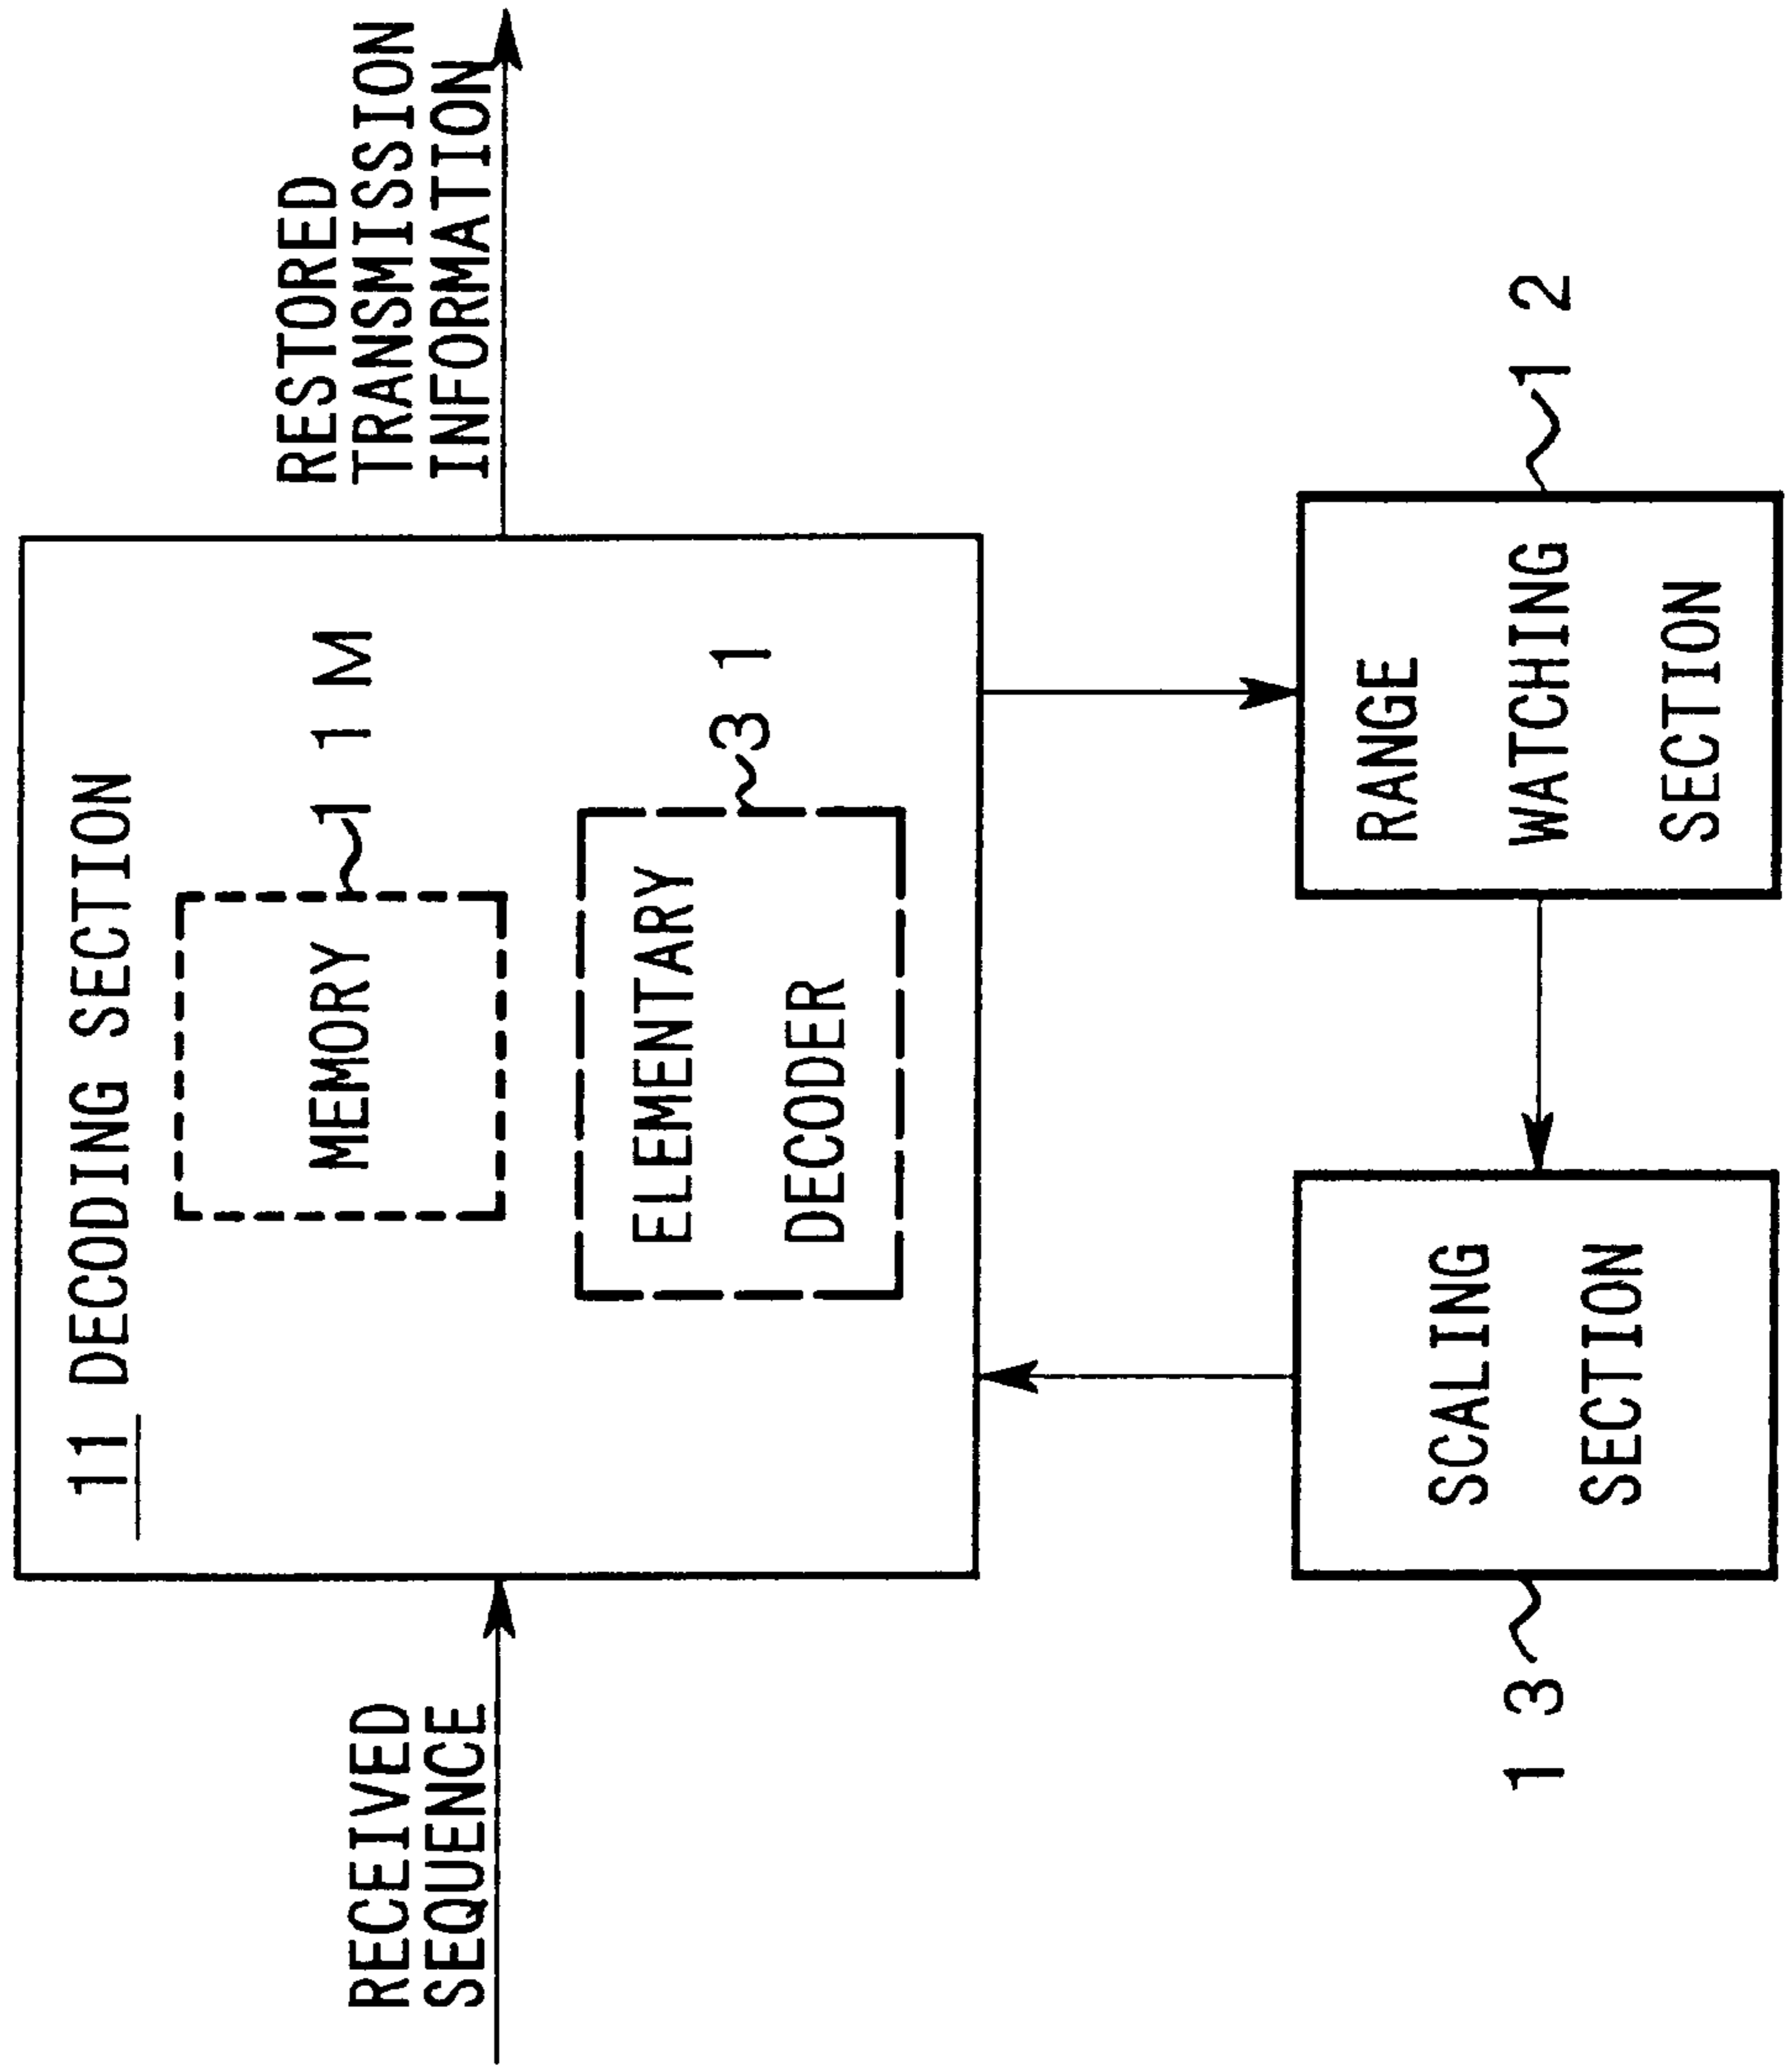 RECEIVED
SEQUENCE
11 DECODING SECTION
MEMORY
11M
ELEMENTARY
DECODER
31
RESTORED
TRANSMISSION
INFORMATION
SCALING
SECTION
13
RANGE
WATCHING
SECTION
12